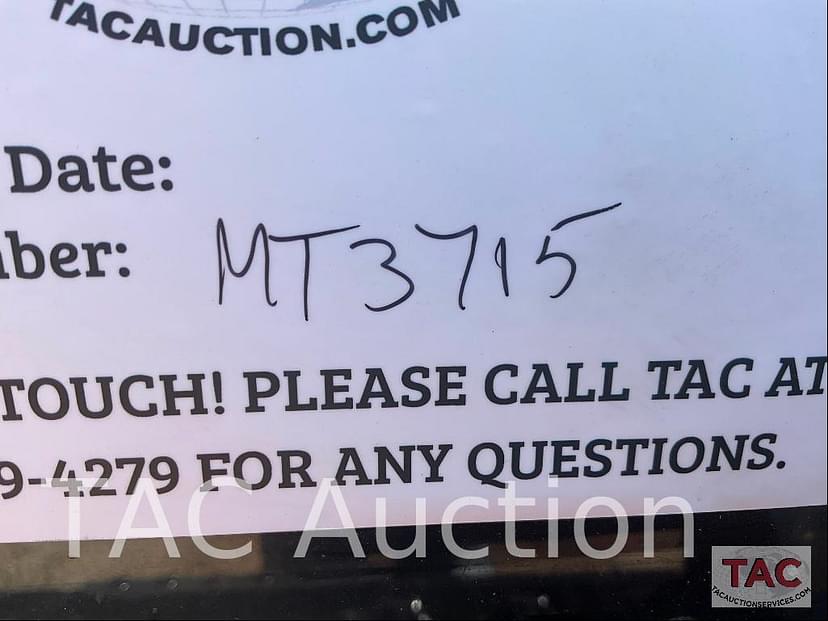 TACAUCTION.COM
Date:
ber: MT3715
TOUCH! PLEASE CALL TAC AT
9-4279 FOR ANY QUESTIONS.
TAC Auction
TAC
TACAUCTIONSERVICES.COM